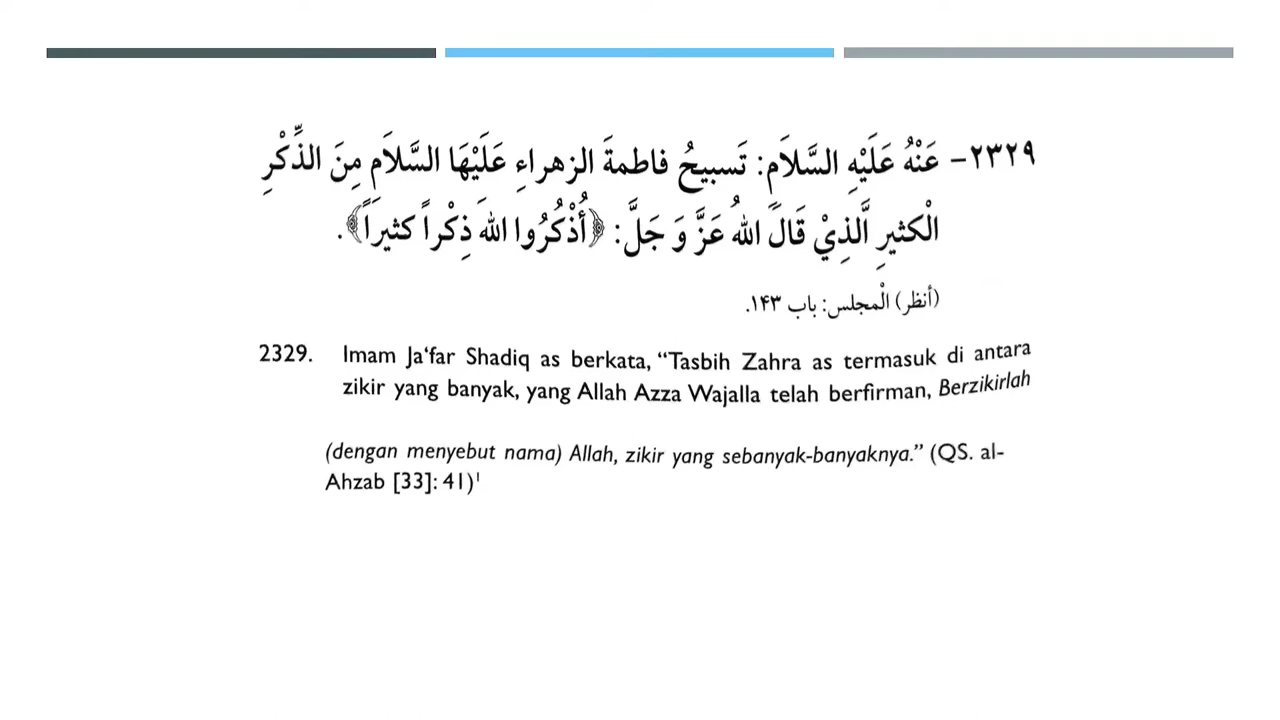 ٢٣٢٩- عَنْهُ عَلَيْهِ السَّلاَمِ: تَسبيحُ فاطمةَ الزهراءِ عَلَيْهَا السَّلاَمِ مِنَ الذِّكْرِ
الْكثيرِ الَّذِيْ قَالَ اللهُ عَزَّ وَ جَلَّ: ﴿أُذْكُرُوا اللهَ ذِكْراً كثيراً﴾.
(أنظر) الْمجلس: باب ١۴٣.
2329. Imam Ja‘far Shadiq as berkata, “Tasbih Zahra as termasuk di antara
zikir yang banyak, yang Allah Azza Wajalla telah berfirman, Berzikirlah
(dengan menyebut nama) Allah, zikir yang sebanyak-banyaknya.” (QS. al-
Ahzab [33]: 41)¹